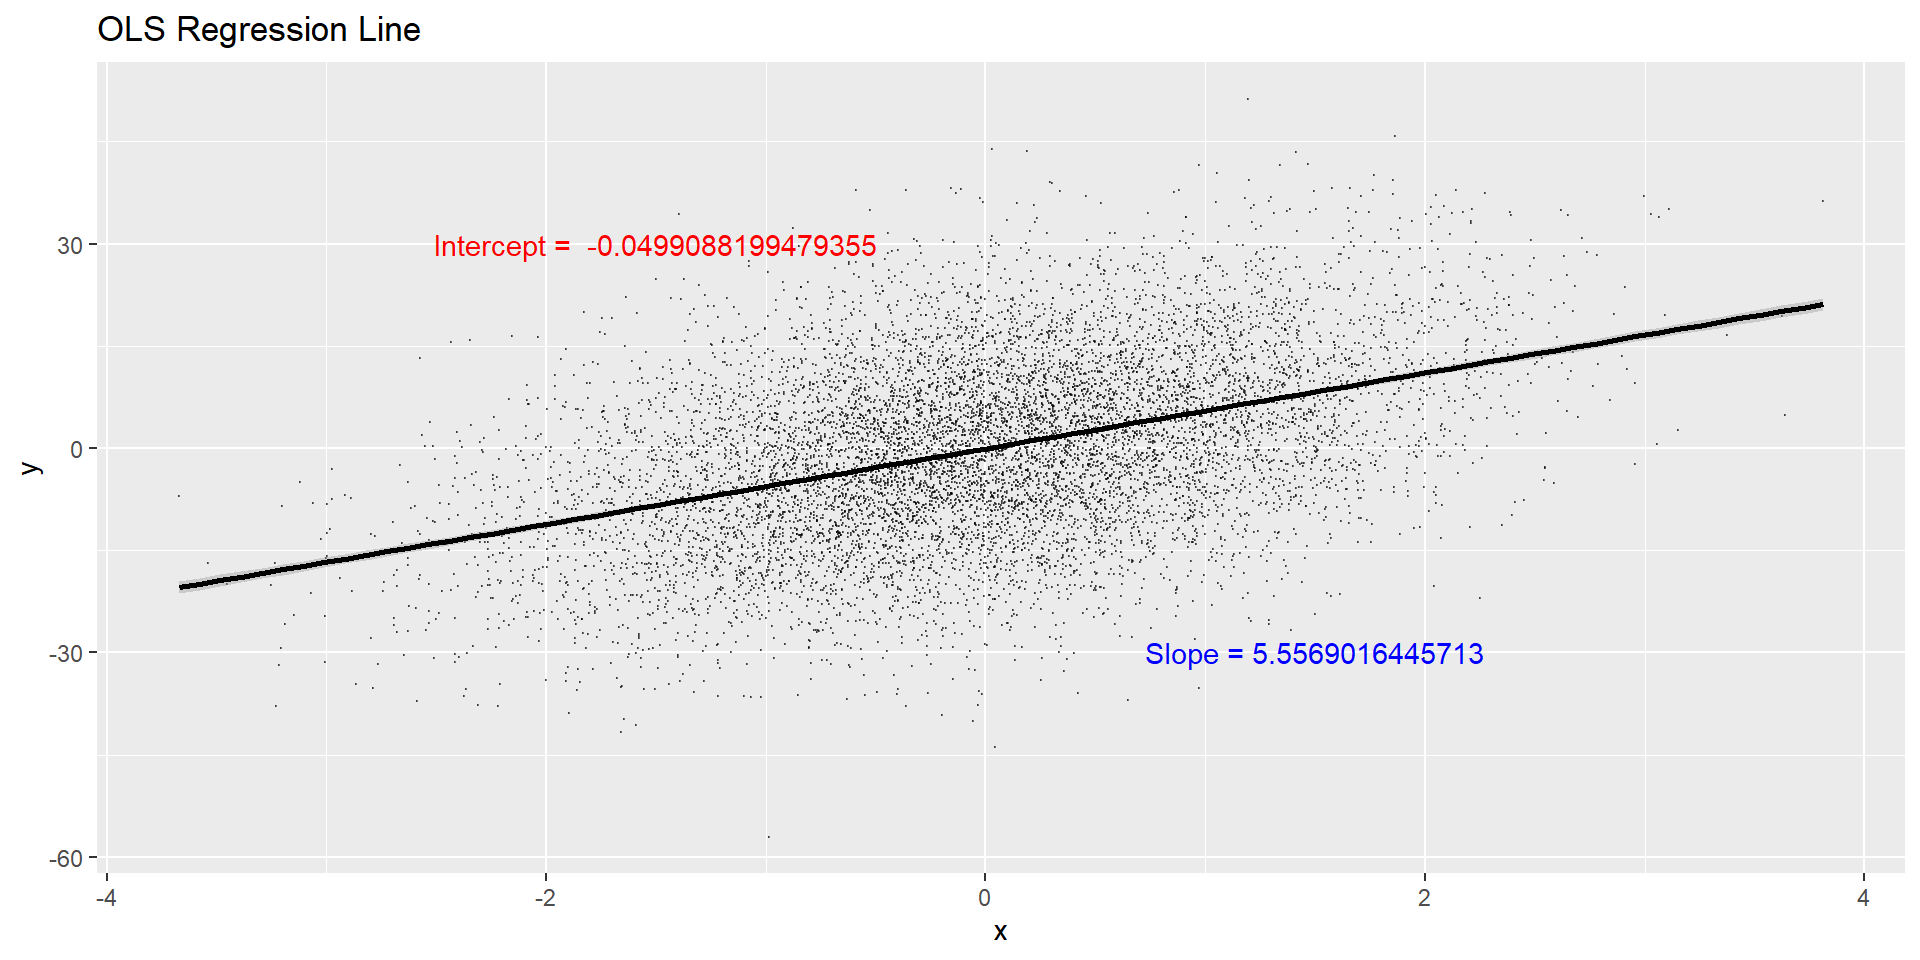 OLS Regression Line
Intercept =  -0.0499088199479355
Slope = 5.5569016445713
y
30
0
-30
-60
-4
-2
0
2
4
x